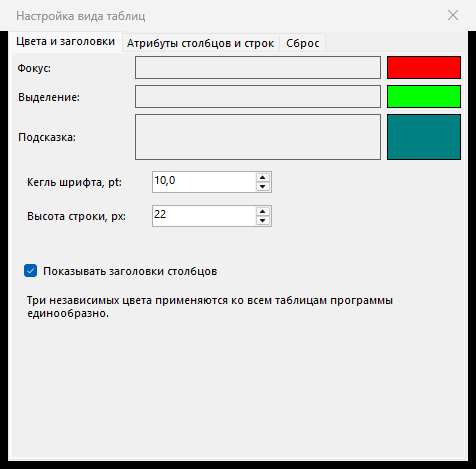 Настройка вида таблиц
Цвета и заголовки Атрибуты столбцов и строк Сброс
Фокус:
Выделение:
Подсказка:
Кегль шрифта, pt: 10,0
Высота строки, px: 22
Показывать заголовки столбцов
Три независимых цвета применяются ко всем таблицам программы
единообразно.